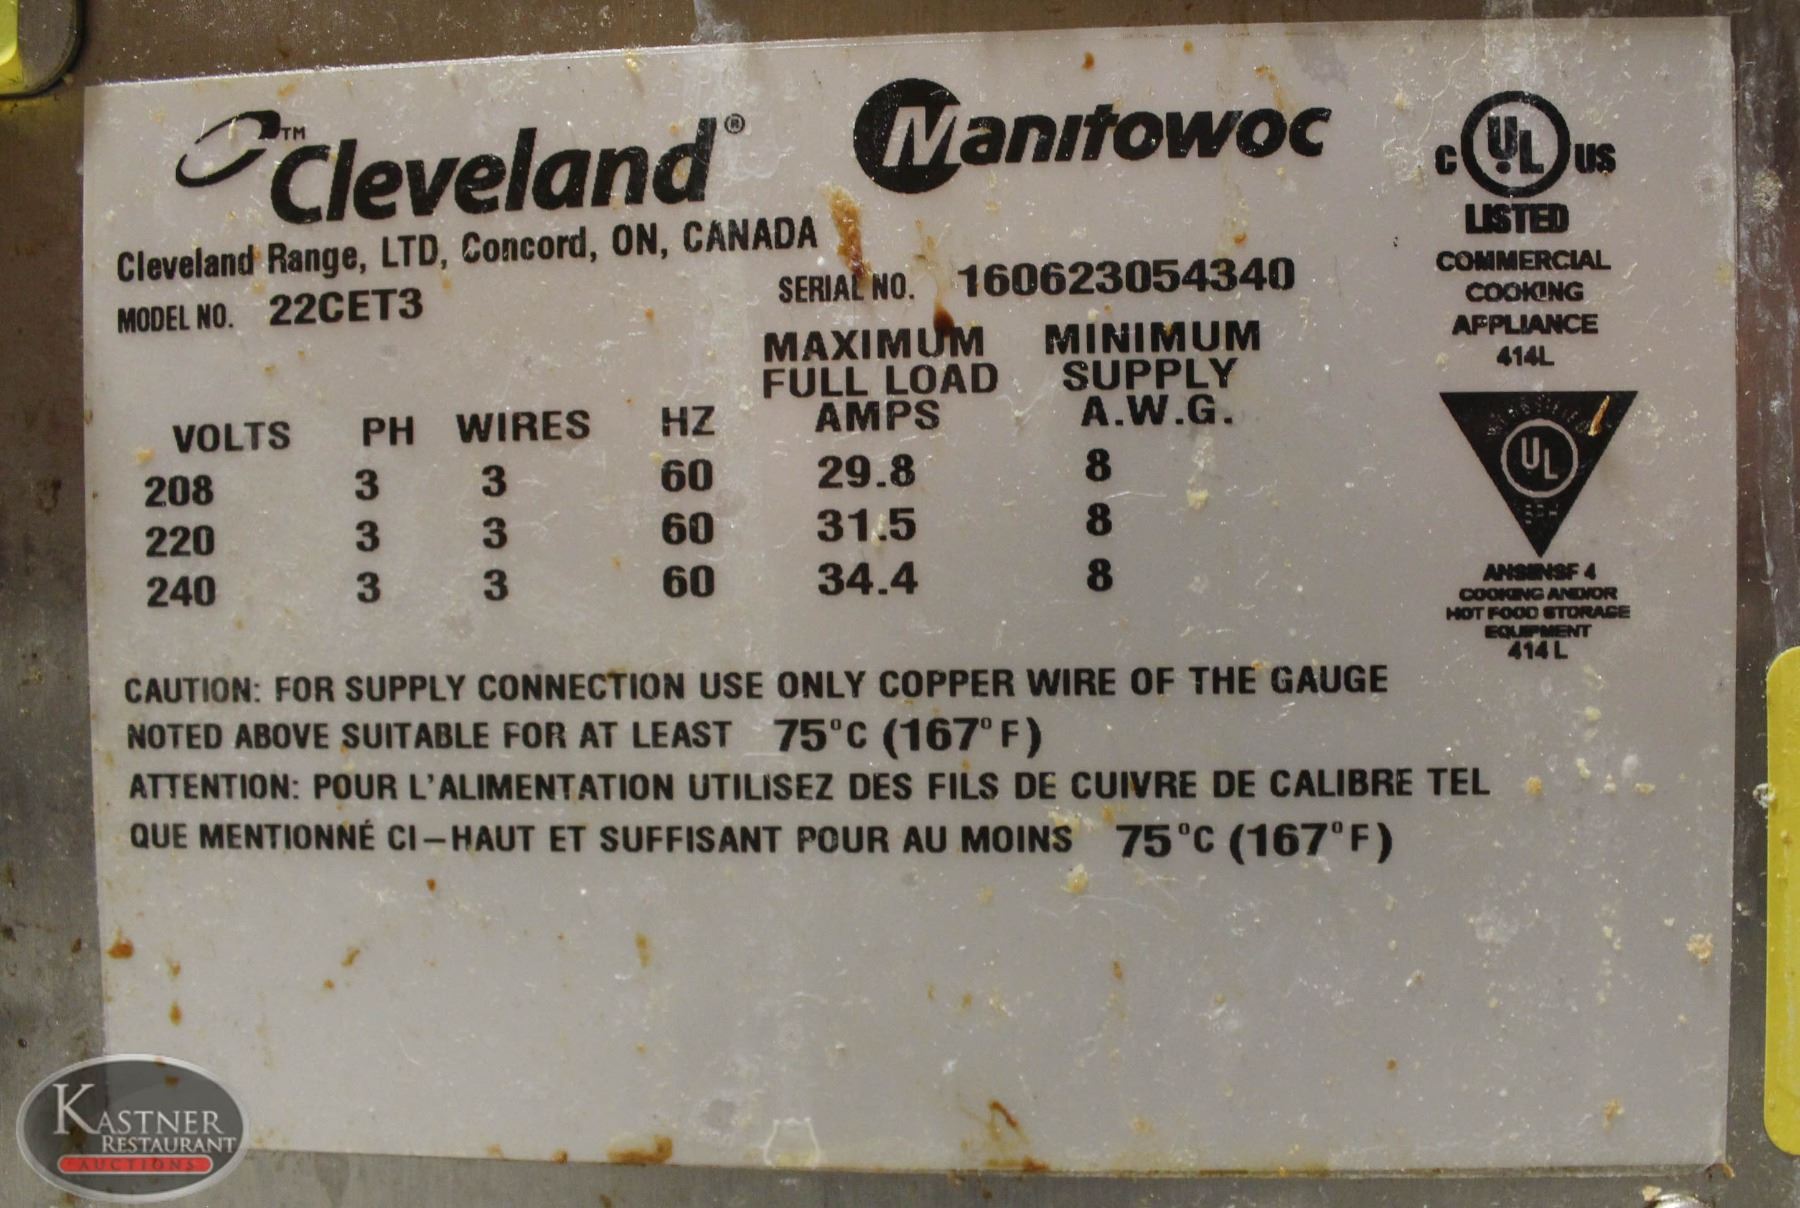 ™Cleveland®
Manitowoc
Cleveland Range, LTD, Concord, ON, CANADA
MODEL NO. 22CET3
SERIAL NO. 160623054340
VOLTS PH WIRES HZ MAXIMUM FULL LOAD AMPS MINIMUM SUPPLY A.W.G.
208 3 3 60 29.8 8
220 3 3 60 31.5 8
240 3 3 60 34.4 8
CAUTION: FOR SUPPLY CONNECTION USE ONLY COPPER WIRE OF THE GAUGE
NOTED ABOVE SUITABLE FOR AT LEAST 75°C (167°F)
ATTENTION: POUR L'ALIMENTATION UTILISEZ DES FILS DE CUIVRE DE CALIBRE TEL
QUE MENTIONNÉ CI-HAUT ET SUFFISANT POUR AU MOINS 75°C (167°F)
C UL US
LISTED
COMMERCIAL
COOKING
APPLIANCE
414L
UL
EPH
ANSI/NSF 4
COOKING AND/OR
HOT FOOD STORAGE
EQUIPMENT
414 L
KASTNER
RESTAURANT
AUCTIONS